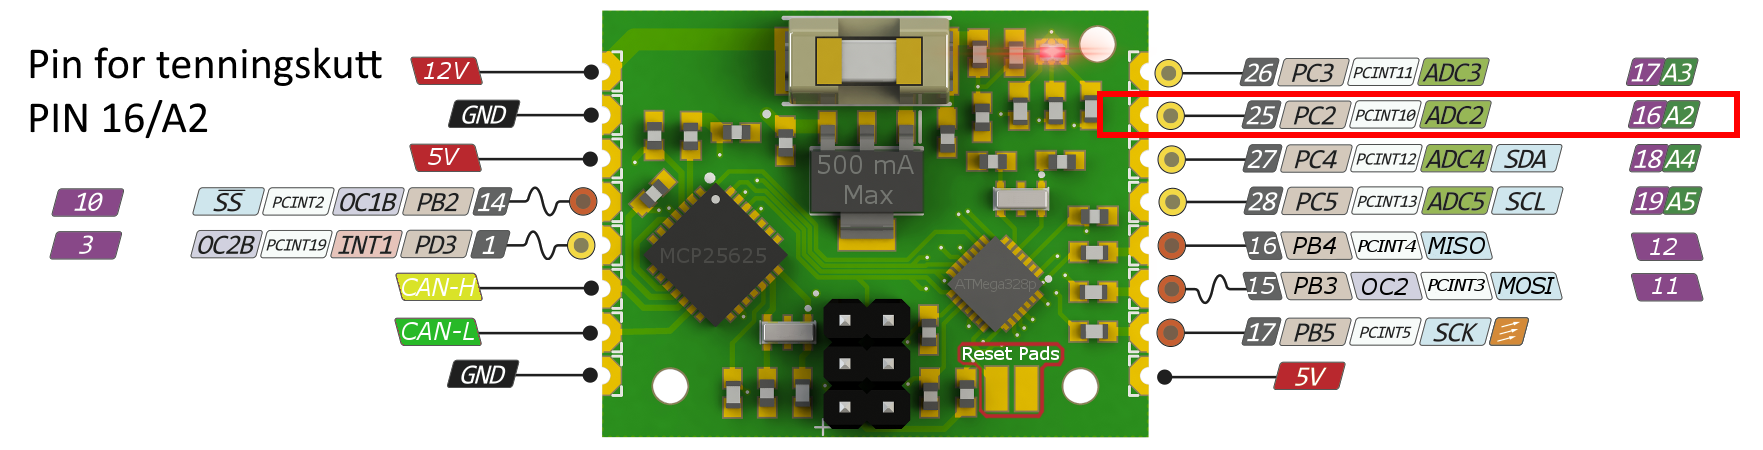 Pin for tenningskutt
PIN 16/A2
12V
GND
5V
10 SS PCINT2 OC1B PB2 14
3 OC2B PCINT19 INT1 PD3 1
CAN-H
CAN-L
GND
500 mA
Max
MCP25625
ATMega328p
Reset Pads
26 PC3 PCINT11 ADC3 17 A3
25 PC2 PCINT10 ADC2 16 A2
27 PC4 PCINT12 ADC4 SDA 18 A4
28 PC5 PCINT13 ADC5 SCL 19 A5
16 PB4 PCINT4 MISO 12
15 PB3 OC2 PCINT3 MOSI 11
17 PB5 PCINT5 SCK
5V